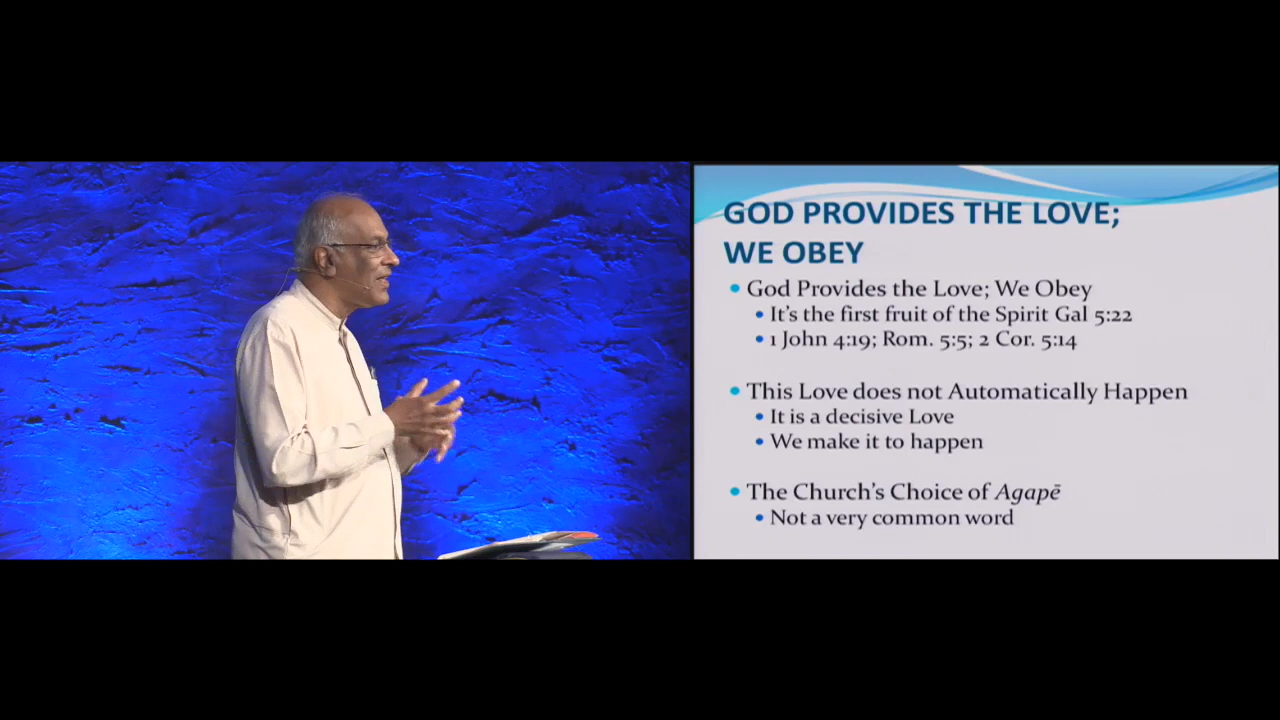 GOD PROVIDES THE LOVE;
WE OBEY
• God Provides the Love; We Obey
• It's the first fruit of the Spirit Gal 5:22
• 1 John 4:19; Rom. 5:5; 2 Cor. 5:14
• This Love does not Automatically Happen
• It is a decisive Love
• We make it to happen
• The Church's Choice of Agapē
• Not a very common word